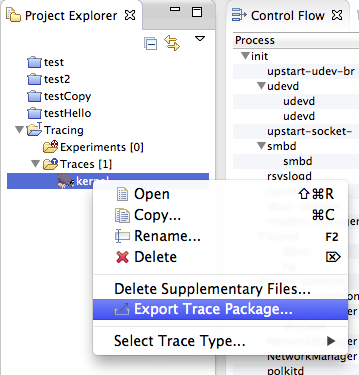 Project Explorer
Control Flow
Process
test
test2
testCopy
testHello
Tracing
Experiments [0]
Traces [1]
kernel
init
upstart-udev-br
udevd
udevd
udevd
upstart-socket-
smbd
smbd
rsyslogd
Open ⇧⌘R
Copy... ⌘C
Rename... F2
Delete ⌦
Delete Supplementary Files...
Export Trace Package...
Select Trace Type...
NetworkManager
polkitd